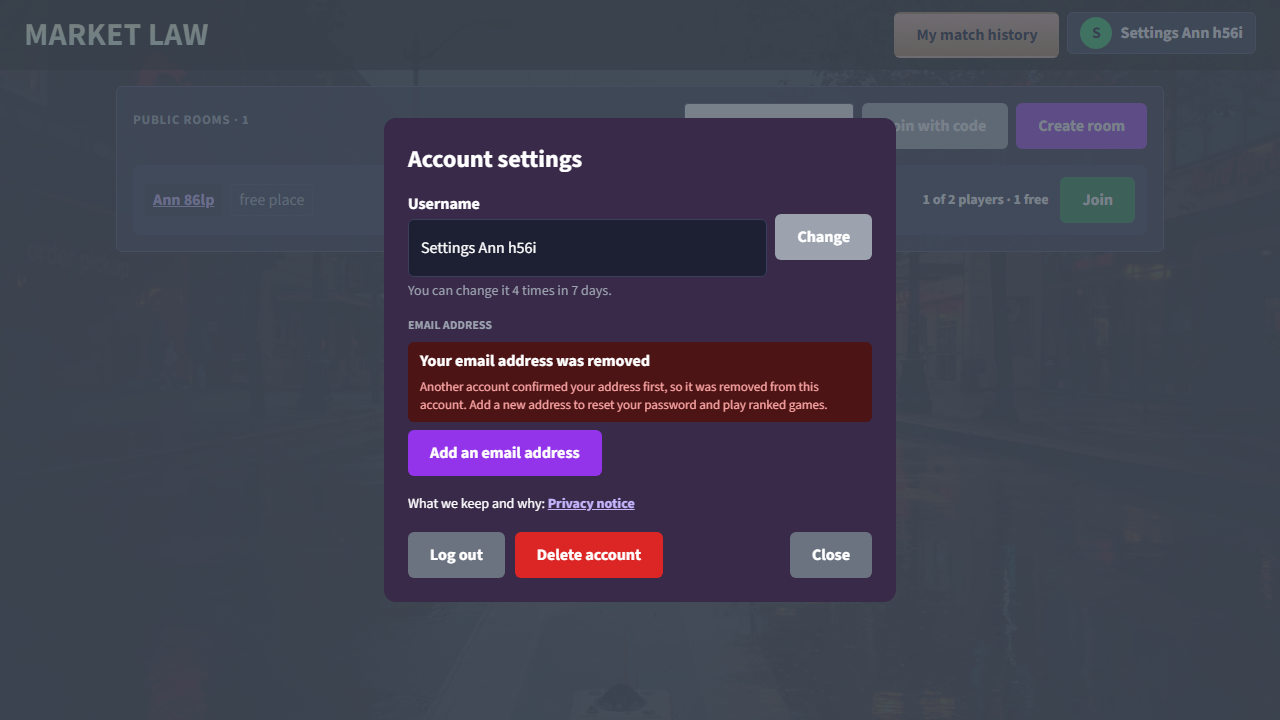 MARKET LAW
My match history
S
Settings Ann h56i
PUBLIC ROOMS · 1
Join with code
Create room
Ann 86lp
free place
1 of 2 players · 1 free
Join
Account settings
Username
Settings Ann h56i
Change
You can change it 4 times in 7 days.
EMAIL ADDRESS
Your email address was removed
Another account confirmed your address first, so it was removed from this
account. Add a new address to reset your password and play ranked games.
Add an email address
What we keep and why: Privacy notice
Log out
Delete account
Close